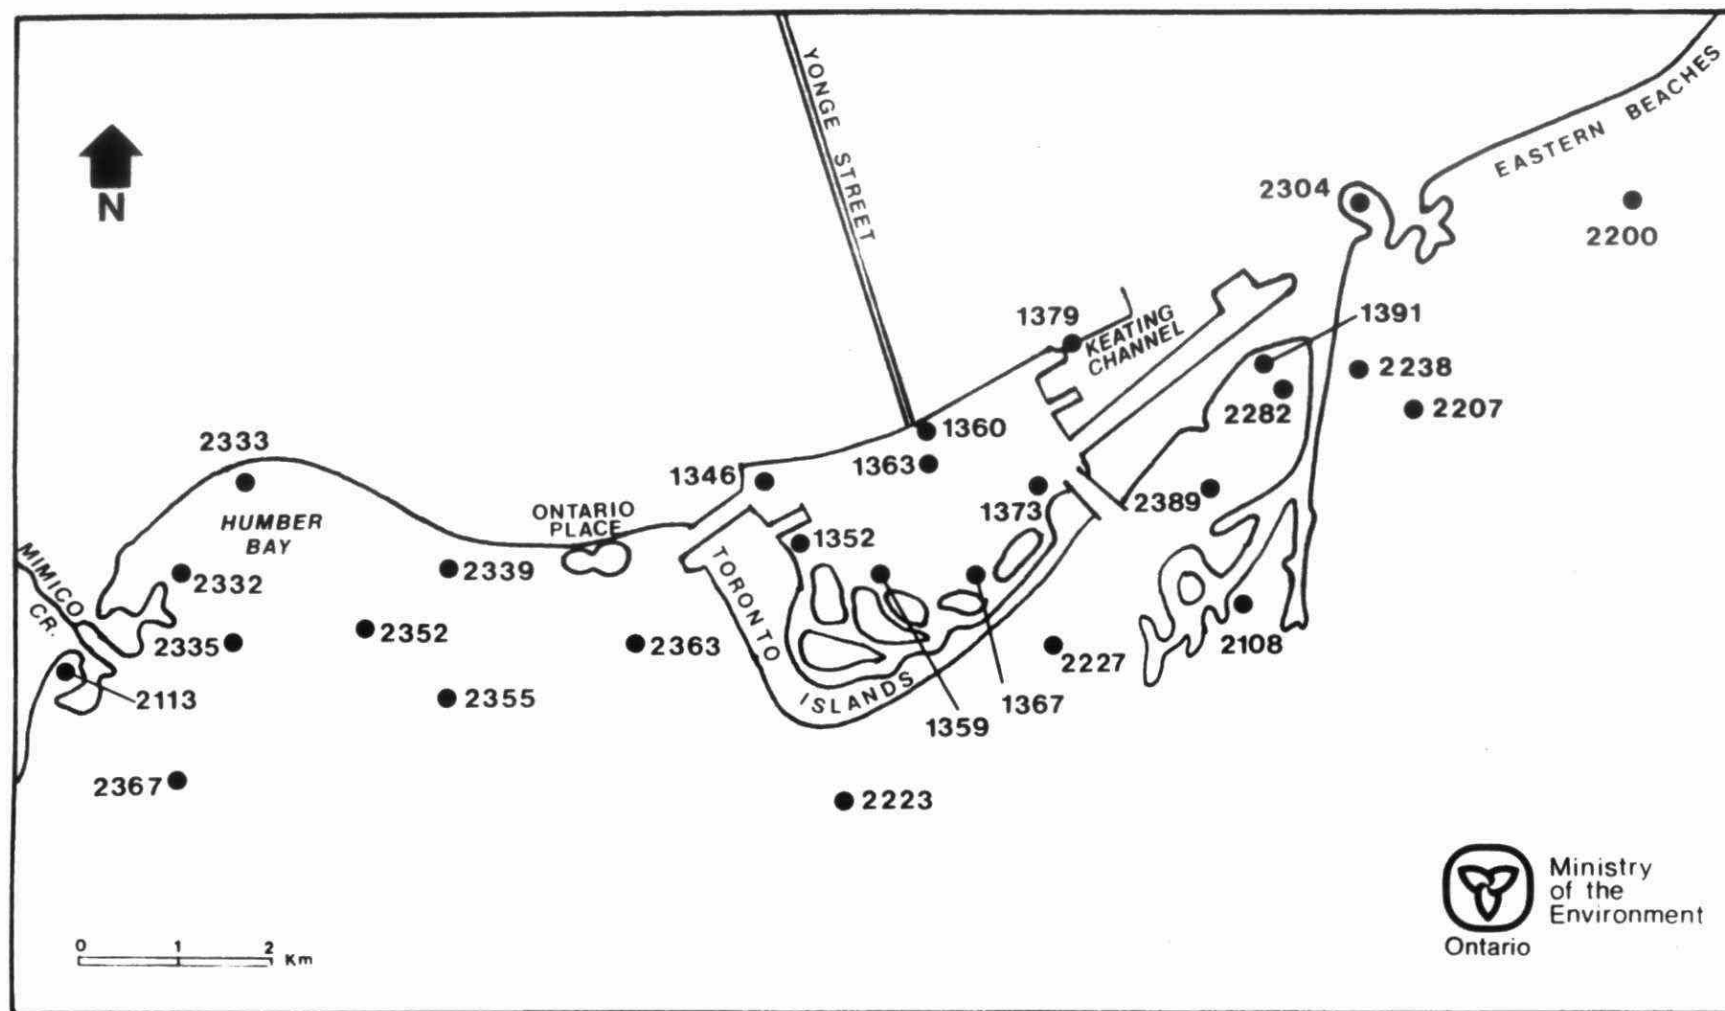 YONGE STREET
EASTERN BEACHES
N
2304
2200
1379
KEATING
CHANNEL
1391
2238
2207
2282
2333
1360
1363
1346
1373
2389
HUMBER
BAY
ONTARIO
PLACE
1352
MIMICO
CR.
2332
2339
TORONTO
ISLANDS
2335
2352
2363
2227
2108
2113
2355
1367
1359
2367
2223
Ministry
of the
Environment
Ontario
0 1 2
Km